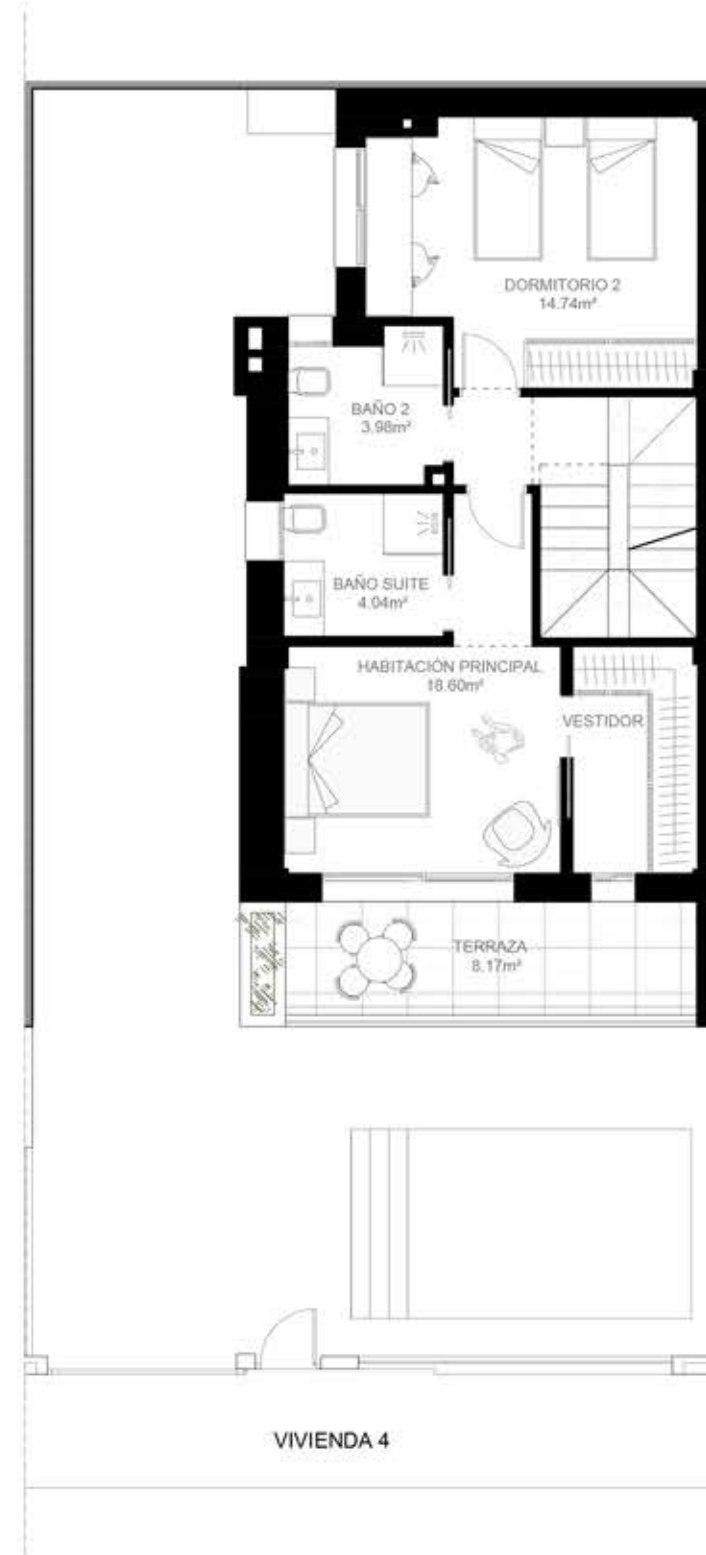 DORMITORIO 2
14.74m²
BAÑO 2
3.98m²
BAÑO SUITE
4.04m²
HABITACIÓN PRINCIPAL
18.60m²
VESTIDOR
TERRAZA
8.17m²
VIVIENDA 4